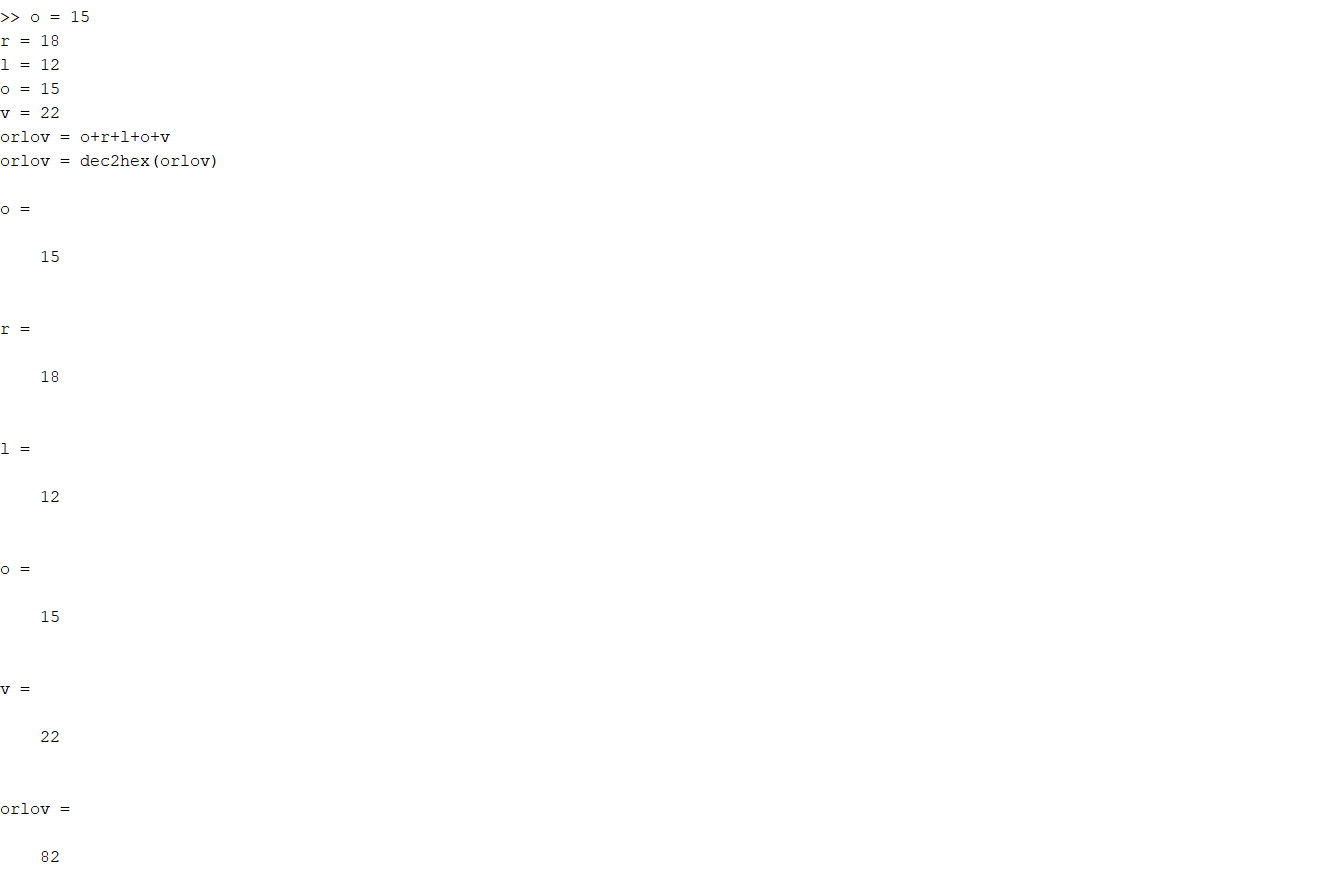 >> o = 15
r = 18
l = 12
o = 15
v = 22
orlov = o+r+l+o+v
orlov = dec2hex(orlov)
o =
15
r =
18
l =
12
o =
15
v =
22
orlov =
82